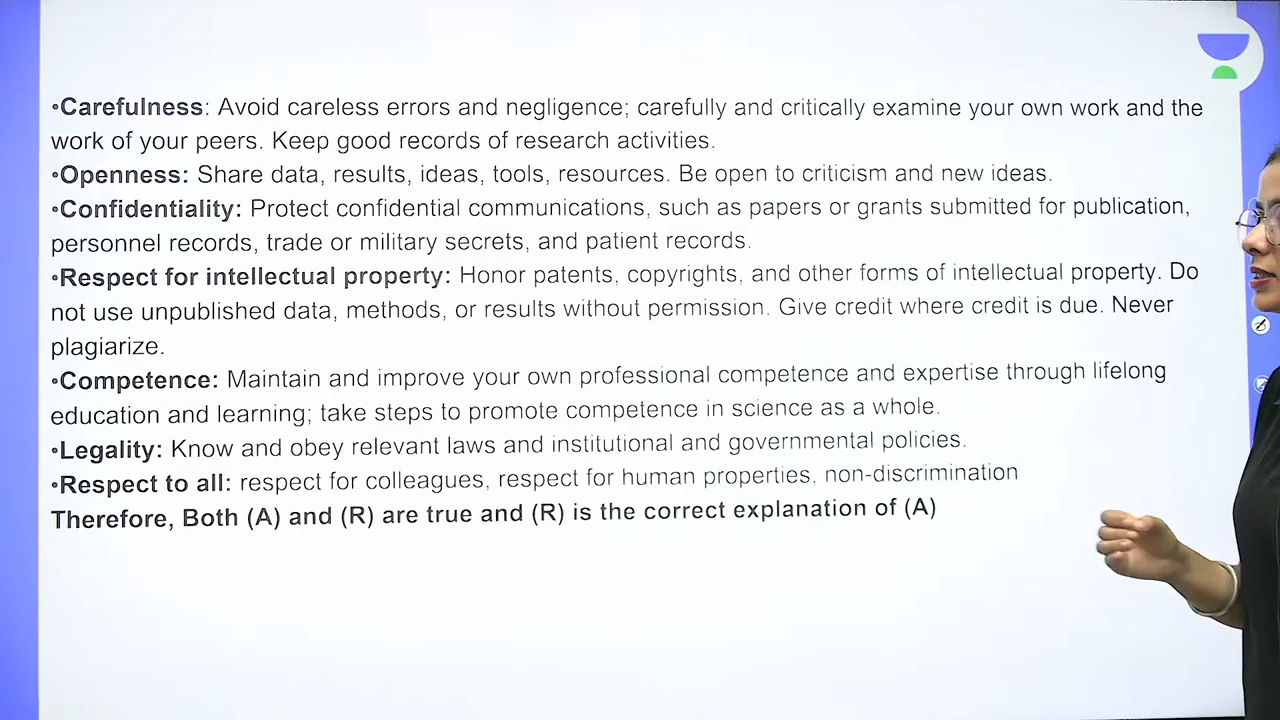 •Carefulness: Avoid careless errors and negligence; carefully and critically examine your own work and the
work of your peers. Keep good records of research activities.
•Openness: Share data, results, ideas, tools, resources. Be open to criticism and new ideas.
•Confidentiality: Protect confidential communications, such as papers or grants submitted for publication,
personnel records, trade or military secrets, and patient records.
•Respect for intellectual property: Honor patents, copyrights, and other forms of intellectual property. Do
not use unpublished data, methods, or results without permission. Give credit where credit is due. Never
plagiarize.
•Competence: Maintain and improve your own professional competence and expertise through lifelong
education and learning; take steps to promote competence in science as a whole.
•Legality: Know and obey relevant laws and institutional and governmental policies.
•Respect to all: respect for colleagues, respect for human properties, non-discrimination
Therefore, Both (A) and (R) are true and (R) is the correct explanation of (A)